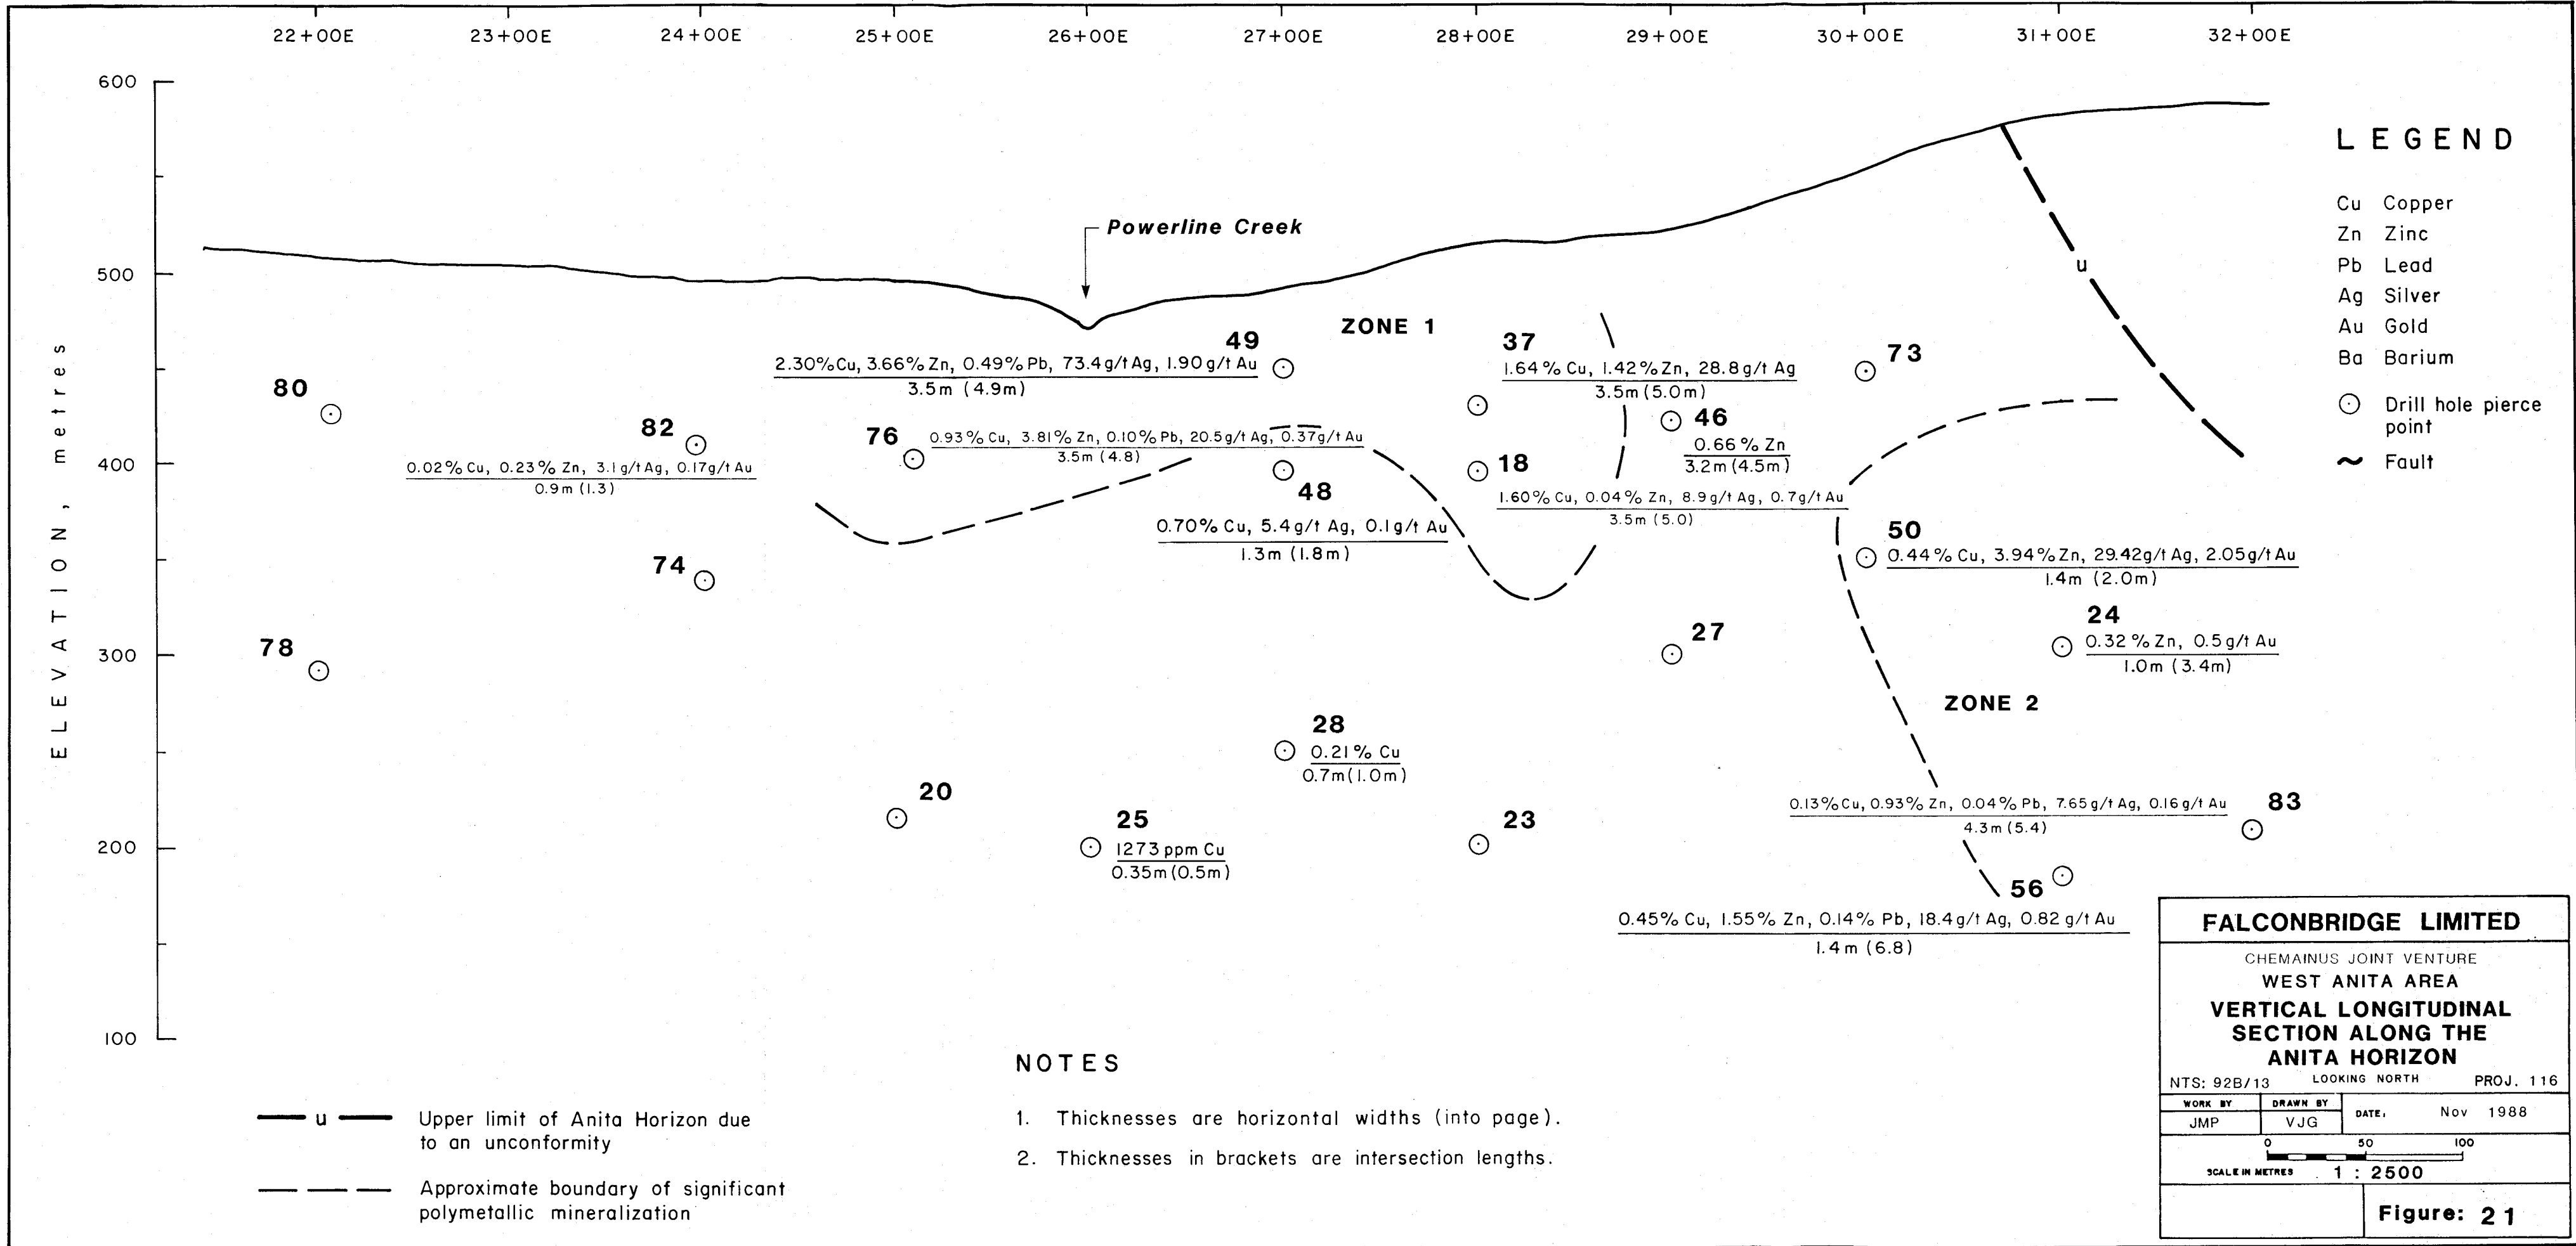 22+00E 23+00E 24+00E 25+00E 26+00E 27+00E 28+00E 29+00E 30+00E 31+00E 32+00E
600
500
400
300
200
100
ELEVATION, metres
Powerline Creek
ZONE 1
49
2.30% Cu, 3.66% Zn, 0.49% Pb, 73.4 g/t Ag, 1.90 g/t Au
3.5m (4.9m)
37
1.64% Cu, 1.42% Zn, 28.8 g/t Ag
3.5m (5.0m)
73
80
82
0.02% Cu, 0.23% Zn, 3.1 g/t Ag, 0.17g/t Au
0.9m (1.3)
76
0.93% Cu, 3.81% Zn, 0.10% Pb, 20.5g/t Ag, 0.37g/t Au
3.5m (4.8)
46
0.66% Zn
3.2m (4.5m)
18
1.60% Cu, 0.04% Zn, 8.9g/t Ag, 0.7g/t Au
3.5m (5.0)
48
0.70% Cu, 5.4g/t Ag, 0.1g/t Au
1.3m (1.8m)
u
50
0.44% Cu, 3.94% Zn, 29.42g/t Ag, 2.05g/t Au
1.4m (2.0m)
74
78
24
0.32% Zn, 0.5g/t Au
1.0m (3.4m)
27
ZONE 2
28
0.21% Cu
0.7m (1.0m)
20
25
1273 ppm Cu
0.35m (0.5m)
23
0.13% Cu, 0.93% Zn, 0.04% Pb, 7.65g/t Ag, 0.16g/t Au
4.3m (5.4)
83
56
0.45% Cu, 1.55% Zn, 0.14% Pb, 18.4g/t Ag, 0.82 g/t Au
1.4m (6.8)
LEGEND
Cu Copper
Zn Zinc
Pb Lead
Ag Silver
Au Gold
Ba Barium
Drill hole pierce
point
Fault
u Upper limit of Anita Horizon due
to an unconformity
Approximate boundary of significant
polymetallic mineralization
NOTES
1. Thicknesses are horizontal widths (into page).
2. Thicknesses in brackets are intersection lengths.
FALCONBRIDGE LIMITED
CHEMAINUS JOINT VENTURE
WEST ANITA AREA
VERTICAL LONGITUDINAL
SECTION ALONG THE
ANITA HORIZON
NTS: 92B/13 LOOKING NORTH PROJ. 116
WORK BY DRAWN BY DATE: Nov 1988
JMP VJG
0 50 100
SCALE IN METRES 1 : 2500
Figure: 21